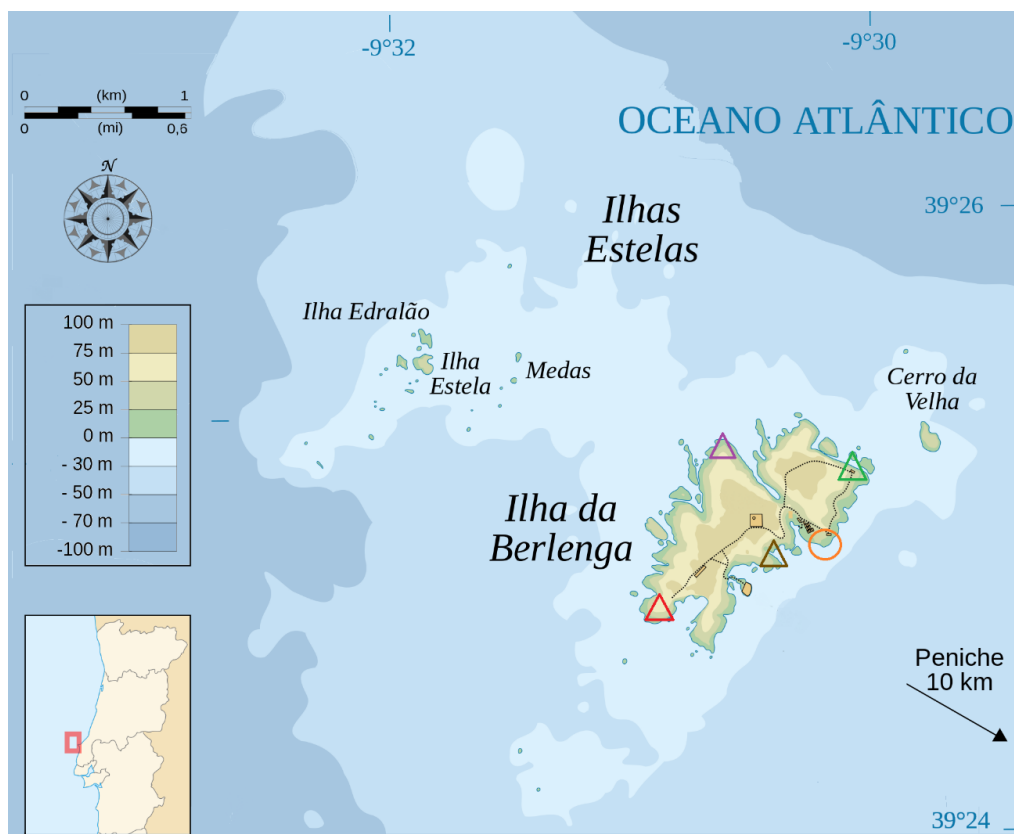 -9°32
-9°30
0 (km) 1
0 (mi) 0,6
OCEANO ATLÂNTICO
N
39°26
Ilhas
Estelas
Ilha Edralão
Ilha
Estela
Medas
Cerro da
Velha
100 m
75 m
50 m
25 m
0 m
- 30 m
- 50 m
- 70 m
-100 m
Ilha da
Berlenga
Peniche
10 km
39°24